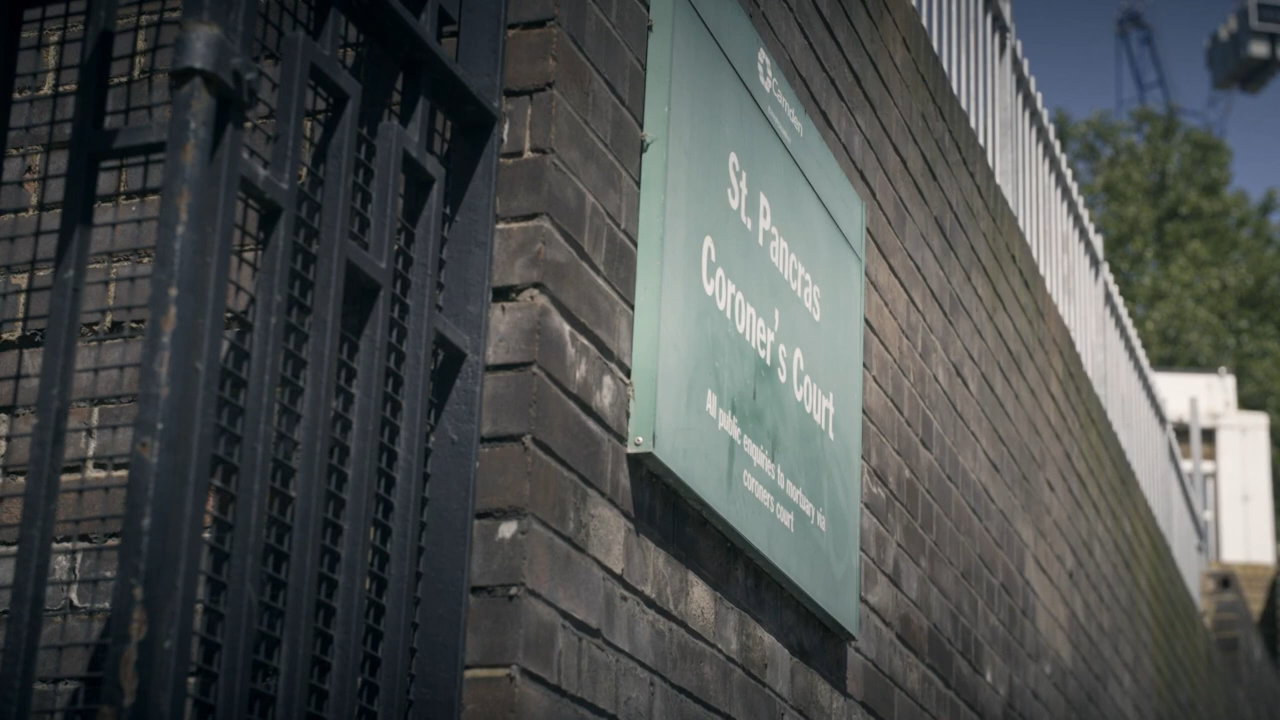 Camden
St. Pancras
Coroner's Court
All public enquiries to mortuary via
coroners court